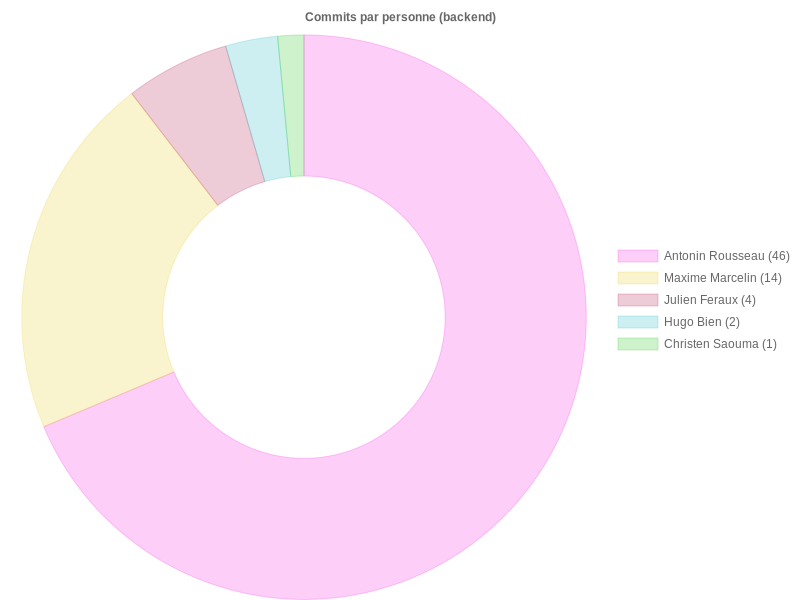 Commits par personne (backend)
Antonin Rousseau (46)
Maxime Marcelin (14)
Julien Feraux (4)
Hugo Bien (2)
Christen Saouma (1)